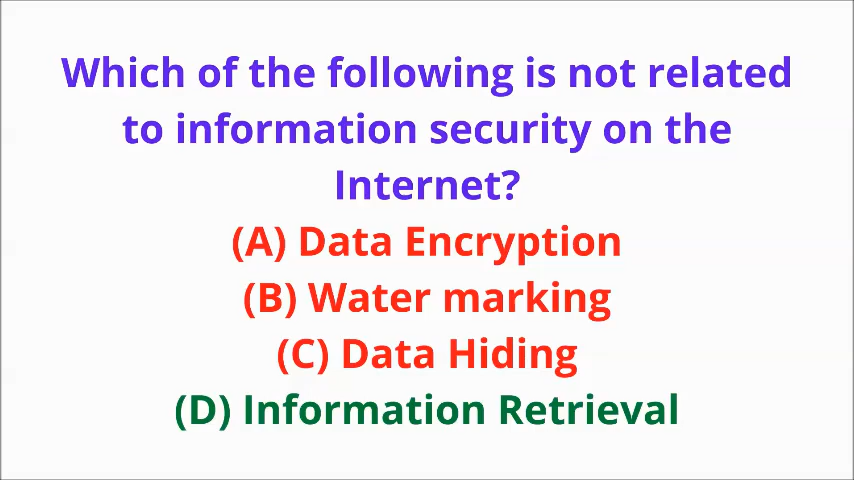 Which of the following is not related
to information security on the
Internet?
(A) Data Encryption
(B) Water marking
(C) Data Hiding
(D) Information Retrieval